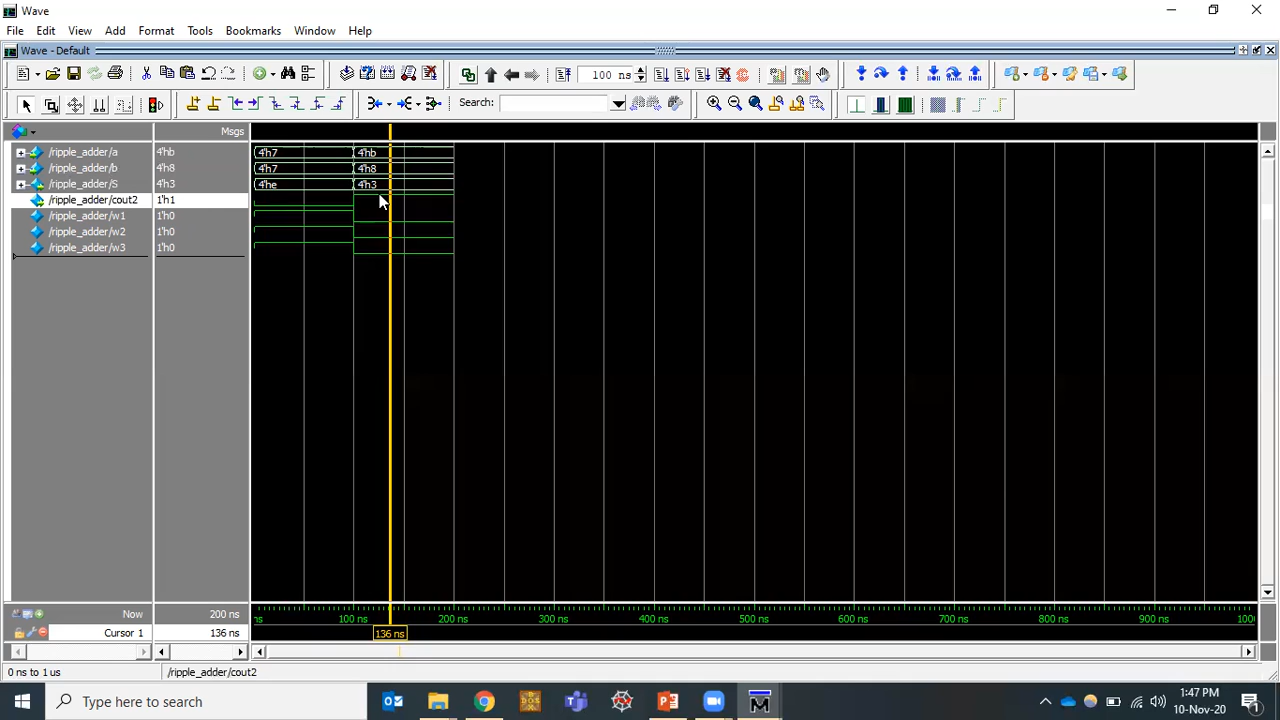 Wave
File Edit View Add Format Tools Bookmarks Window Help
Wave - Default
100 ns
Search:
Msgs
/ripple_adder/a 4'hb 4'h7 4'hb
/ripple_adder/b 4'h8 4'h7 4'h8
/ripple_adder/S 4'h3 4'he 4'h3
/ripple_adder/cout2 1'h1
/ripple_adder/w1 1'h0
/ripple_adder/w2 1'h0
/ripple_adder/w3 1'h0
Now 200 ns ns 100 ns 200 ns 300 ns 400 ns 500 ns 600 ns 700 ns 800 ns 900 ns 100
Cursor 1 136 ns 136 ns
0 ns to 1 us /ripple_adder/cout2
Type here to search
1:47 PM
10-Nov-20
1